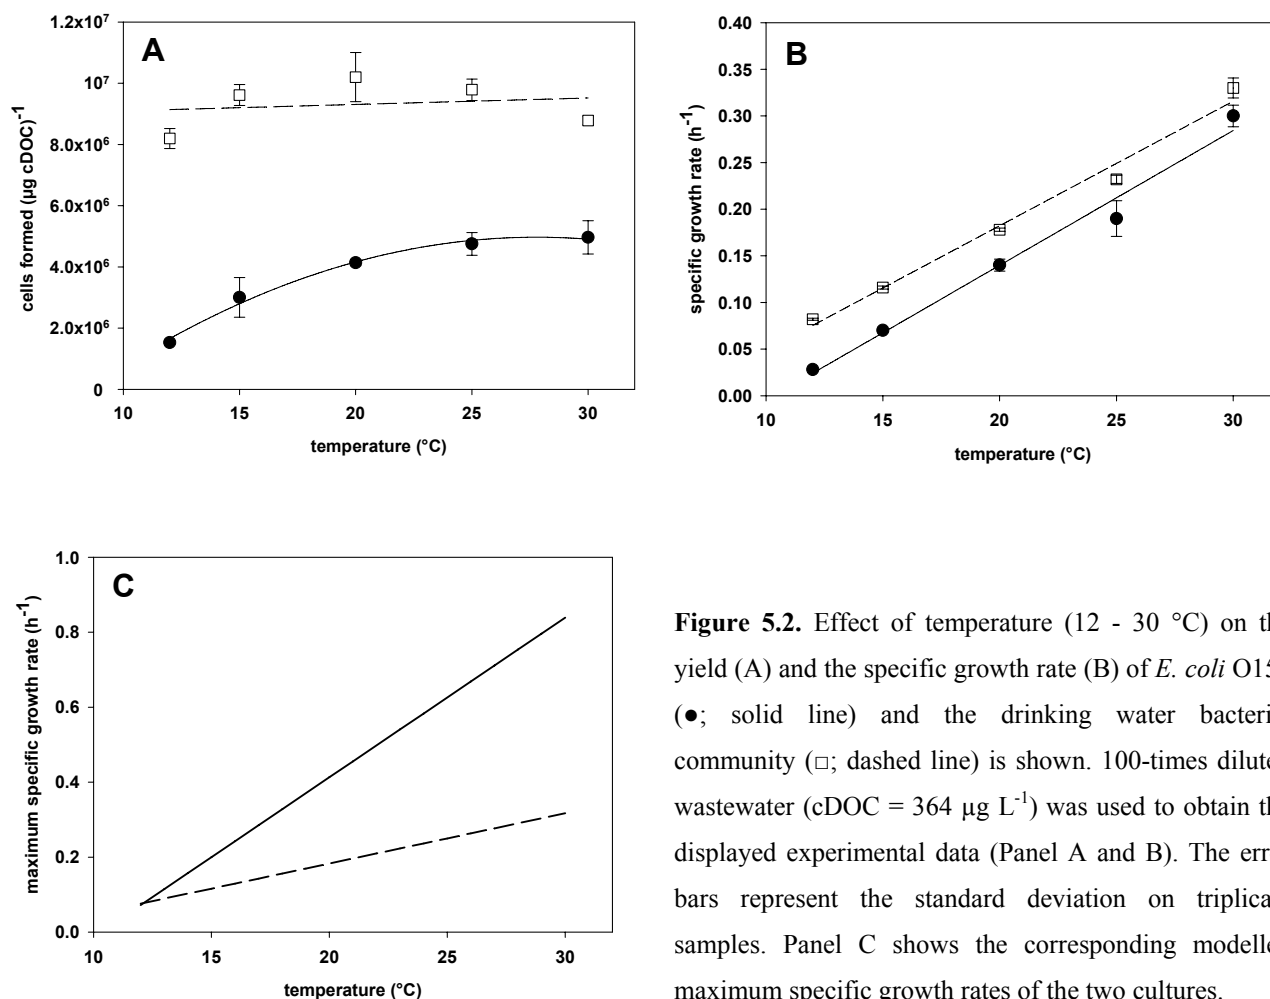 A
1.2x10⁷
10⁷
8.0x10⁶
6.0x10⁶
4.0x10⁶
2.0x10⁶
0
cells formed (µg cDOC)⁻¹
10 15 20 25 30
temperature (°C)
B
0.40
0.35
0.30
0.25
0.20
0.15
0.10
0.05
0.00
specific growth rate (h⁻¹)
10 15 20 25 30
temperature (°C)
C
1.0
0.8
0.6
0.4
0.2
0.0
maximum specific growth rate (h⁻¹)
10 15 20 25 30
temperature (°C)
Figure 5.2. Effect of temperature (12 - 30 °C) on th
yield (A) and the specific growth rate (B) of E. coli O15
(●; solid line) and the drinking water bacteri
community (□; dashed line) is shown. 100-times dilute
wastewater (cDOC = 364 µg L⁻¹) was used to obtain th
displayed experimental data (Panel A and B). The err
bars represent the standard deviation on triplica
samples. Panel C shows the corresponding modelle
maximum specific growth rates of the two cultures.